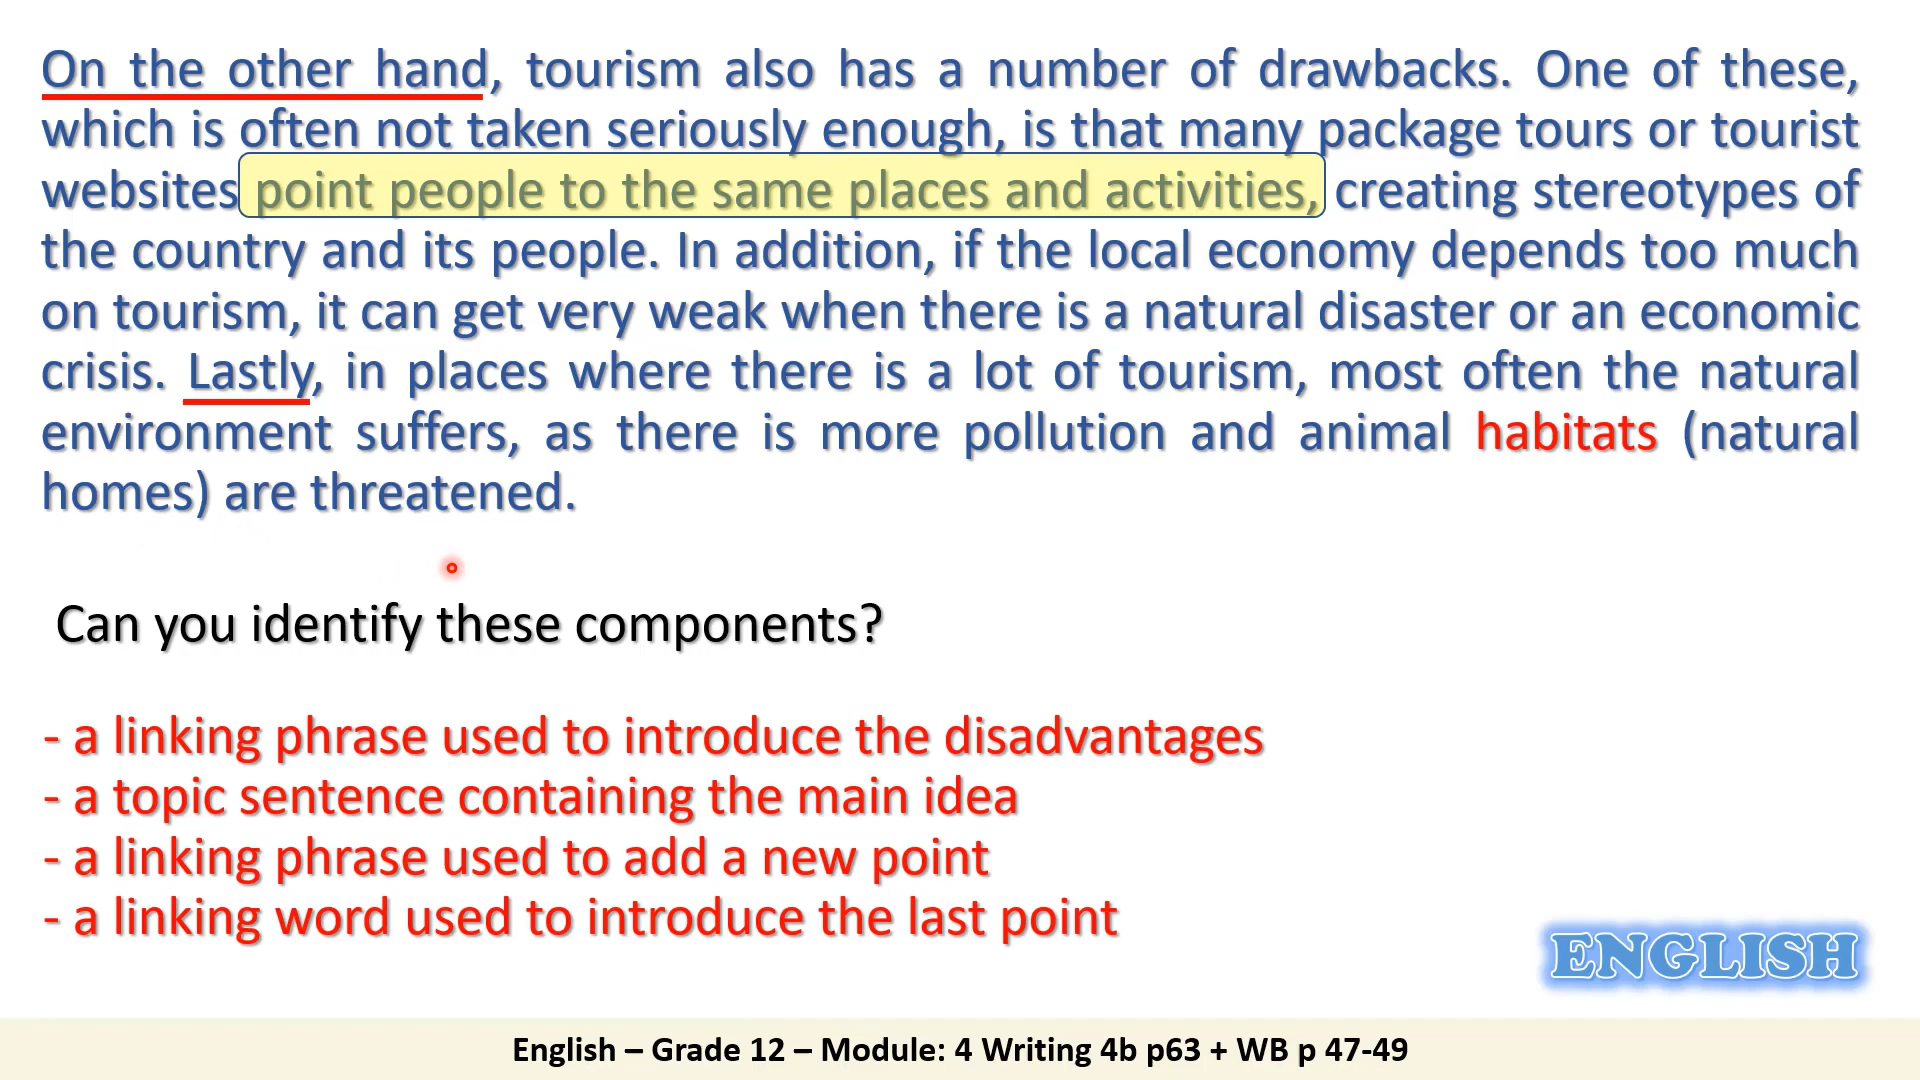 On the other hand, tourism also has a number of drawbacks. One of these,
which is often not taken seriously enough, is that many package tours or tourist
websites point people to the same places and activities, creating stereotypes of
the country and its people. In addition, if the local economy depends too much
on tourism, it can get very weak when there is a natural disaster or an economic
crisis. Lastly, in places where there is a lot of tourism, most often the natural
environment suffers, as there is more pollution and animal habitats (natural
homes) are threatened.
Can you identify these components?
- a linking phrase used to introduce the disadvantages
- a topic sentence containing the main idea
- a linking phrase used to add a new point
- a linking word used to introduce the last point
ENGLISH
English – Grade 12 – Module: 4 Writing 4b p63 + WB p 47-49